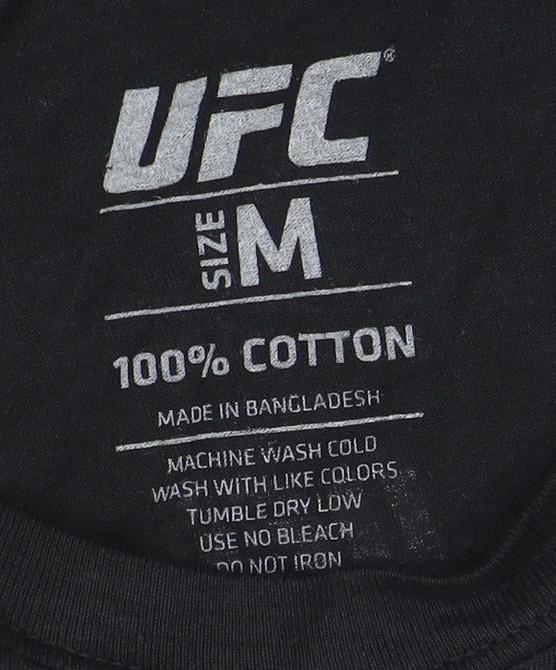 UFC®
SIZE M
100% COTTON
MADE IN BANGLADESH
MACHINE WASH COLD
WASH WITH LIKE COLORS
TUMBLE DRY LOW
USE NO BLEACH
DO NOT IRON